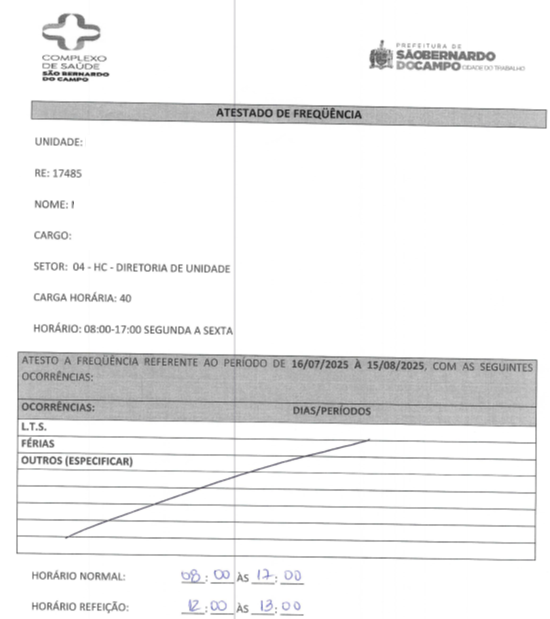 COMPLEXO
DE SAÚDE
SÃO BERNARDO
DO CAMPO
PREFEITURA DE
SÃOBERNARDO
DOCAMPO CIDADE DO TRABALHO
ATESTADO DE FREQÜÊNCIA
UNIDADE:
RE: 17485
NOME:
CARGO:
SETOR: 04 - HC - DIRETORIA DE UNIDADE
CARGA HORÁRIA: 40
HORÁRIO: 08:00-17:00 SEGUNDA A SEXTA
ATESTO A FREQÜÊNCIA REFERENTE AO PERÍODO DE 16/07/2025 À 15/08/2025, COM AS SEGUINTES
OCORRÊNCIAS:
OCORRÊNCIAS: DIAS/PERÍODOS
L.T.S.
FÉRIAS
OUTROS (ESPECIFICAR)
HORÁRIO NORMAL: 08:00 ÀS 17:00
HORÁRIO REFEIÇÃO: 12:00 ÀS 13:00